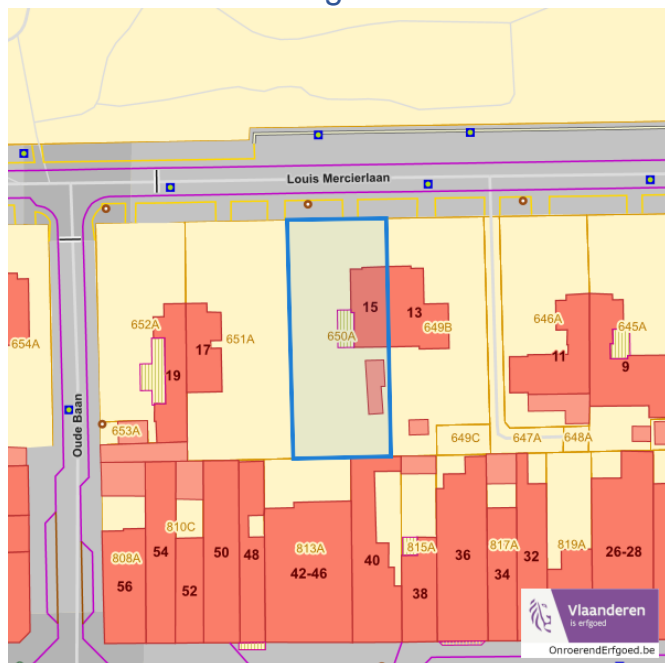 Louis Mercierlaan
Oude Baan
654A
652A
651A
650A
649B
646A
645A
15
13
17
19
11
9
653A
649C
647A
648A
808A
810C
813A
815A
817A
819A
56
54
52
50
48
42-46
40
38
36
34
32
26-28
Vlaanderen
is erfgoed
OnroerendErfgoed.be